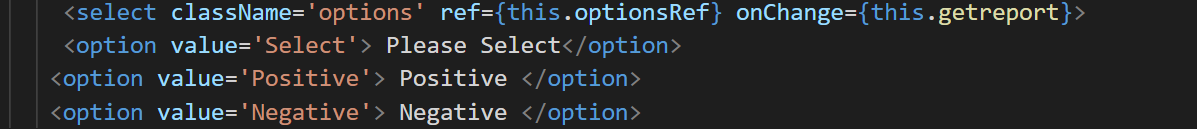 <select className='options' ref={this.optionsRef} onChange={this.getreport}>
<option value='Select'> Please Select</option>
<option value='Positive'> Positive </option>
<option value='Negative'> Negative </option>